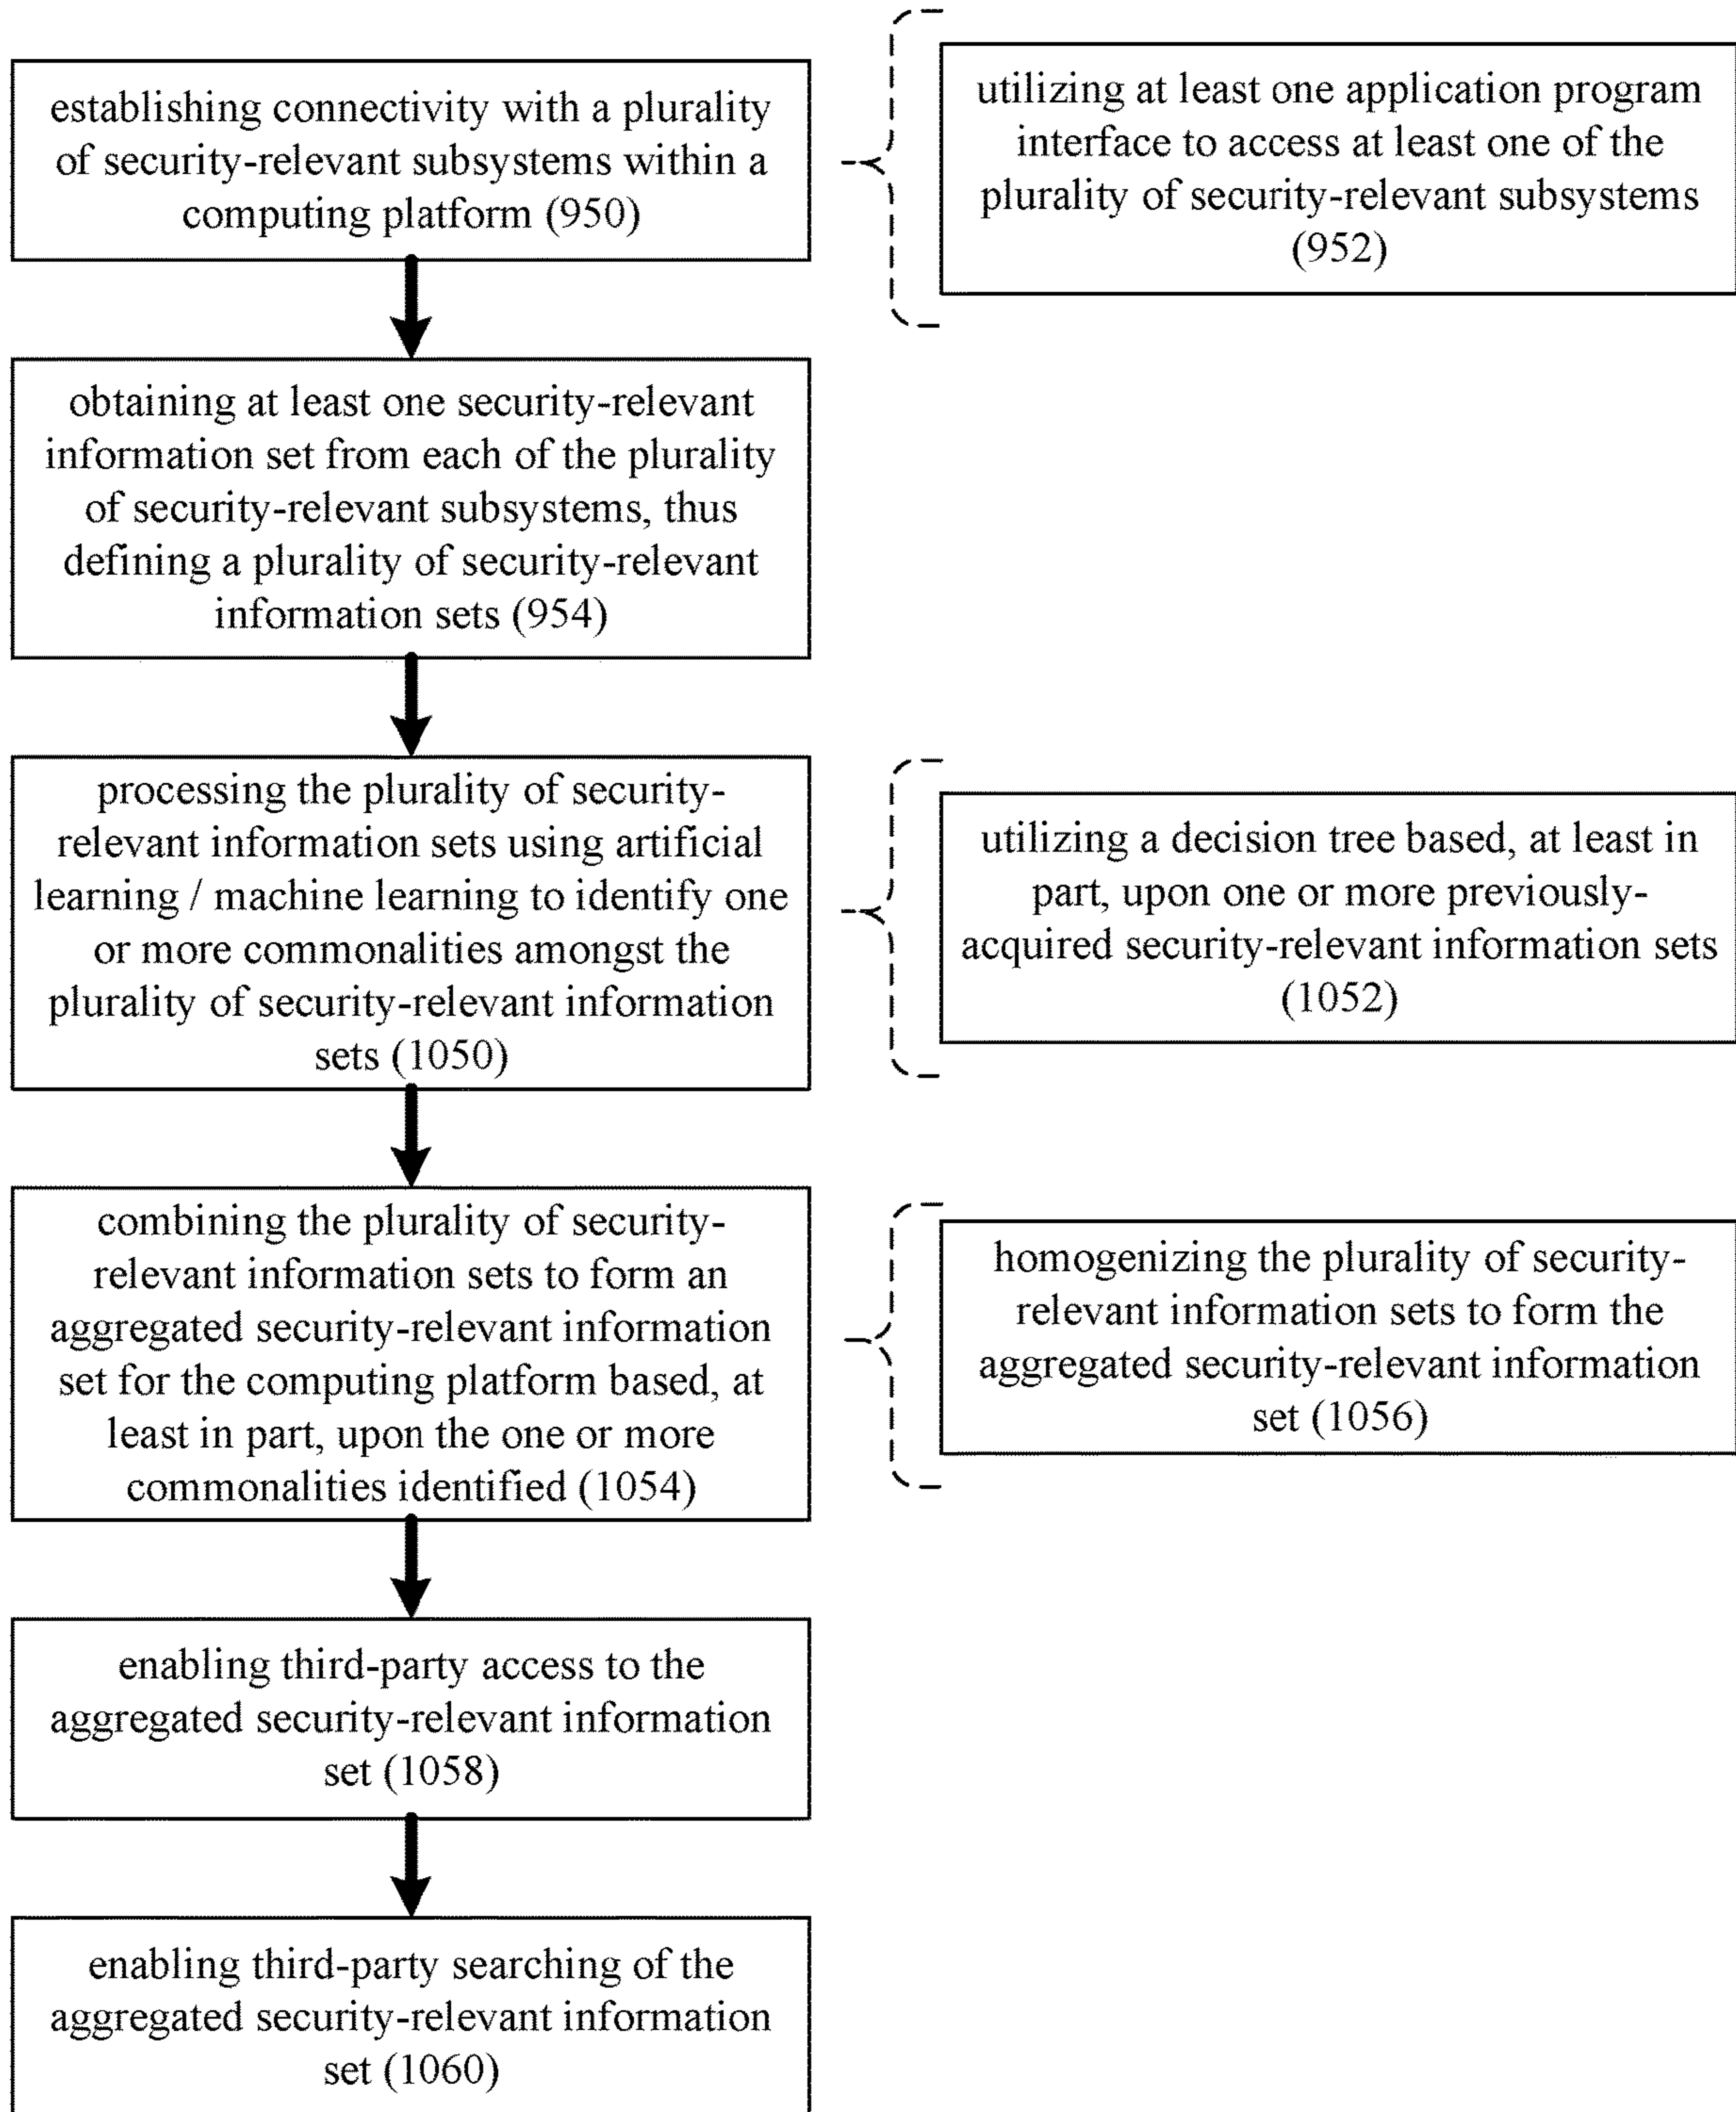 establishing connectivity with a plurality
of security-relevant subsystems within a
computing platform (950)
utilizing at least one application program
interface to access at least one of the
plurality of security-relevant subsystems
(952)
obtaining at least one security-relevant
information set from each of the plurality
of security-relevant subsystems, thus
defining a plurality of security-relevant
information sets (954)
processing the plurality of security-
relevant information sets using artificial
learning / machine learning to identify one
or more commonalities amongst the
plurality of security-relevant information
sets (1050)
utilizing a decision tree based, at least in
part, upon one or more previously-
acquired security-relevant information sets
(1052)
combining the plurality of security-
relevant information sets to form an
aggregated security-relevant information
set for the computing platform based, at
least in part, upon the one or more
commonalities identified (1054)
homogenizing the plurality of security-
relevant information sets to form the
aggregated security-relevant information
set (1056)
enabling third-party access to the
aggregated security-relevant information
set (1058)
enabling third-party searching of the
aggregated security-relevant information
set (1060)